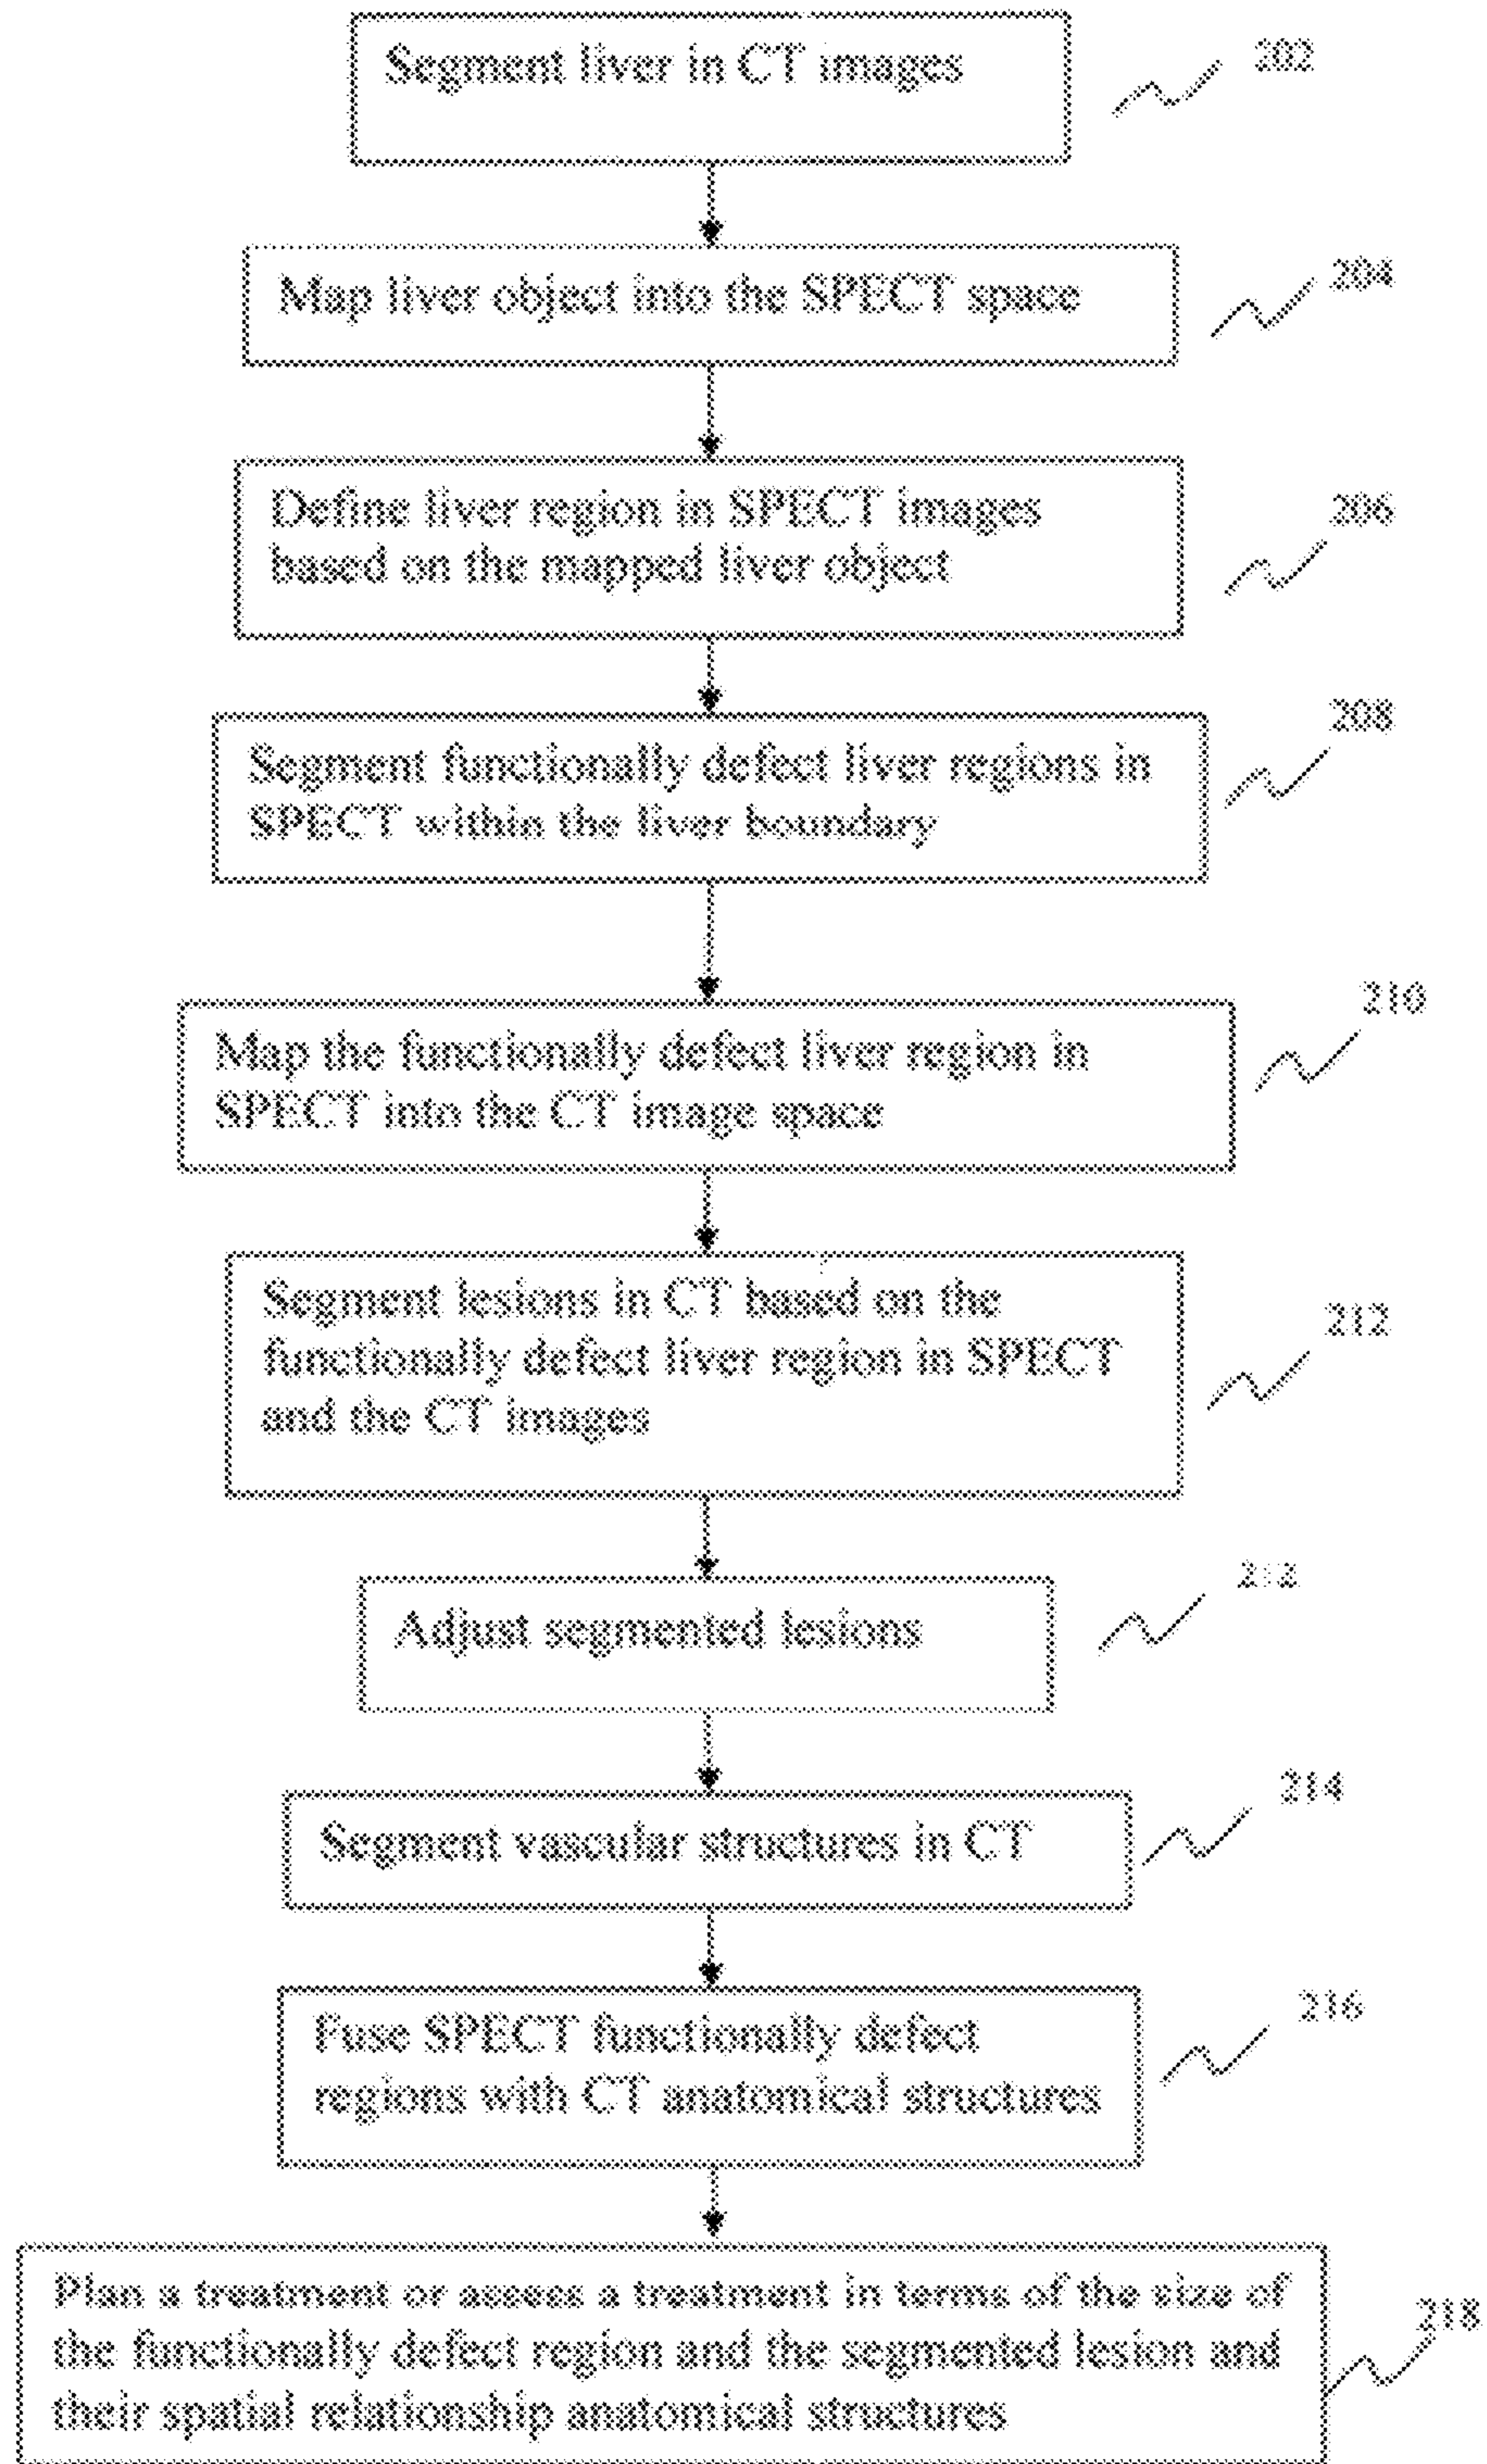 Segment liver in CT images
202
Map liver object into the SPECT space
204
Define liver region in SPECT images
based on the mapped liver object
206
Segment functionally defect liver regions in
SPECT within the liver boundary
208
Map the functionally defect liver region in
SPECT into the CT image space
210
Segment lesions in CT based on the
functionally defect liver region in SPECT
and the CT images
212
Adjust segmented lesions
212
Segment vascular structures in CT
214
Fuse SPECT functionally defect
regions with CT anatomical structures
216
Plan a treatment or assess a treatment in terms of the size of
the functionally defect region and the segmented lesion and
their spatial relationship anatomical structures
218